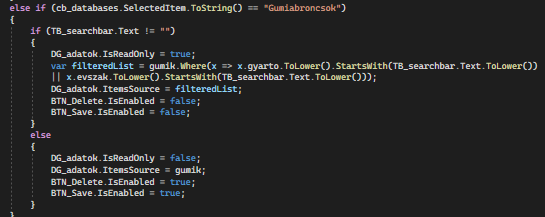 else if (cb_databases.SelectedItem.ToString() == "Gumiabroncsok")
{
if (TB_searchbar.Text != "")
{
DG_adatok.IsReadOnly = true;
var filteredList = gumik.Where(x => x.gyarto.ToLower().StartsWith(TB_searchbar.Text.ToLower())
|| x.evszak.ToLower().StartsWith(TB_searchbar.Text.ToLower()));
DG_adatok.ItemsSource = filteredList;
BTN_Delete.IsEnabled = false;
BTN_Save.IsEnabled = false;
}
else
{
DG_adatok.IsReadOnly = false;
DG_adatok.ItemsSource = gumik;
BTN_Delete.IsEnabled = true;
BTN_Save.IsEnabled = true;
}
}